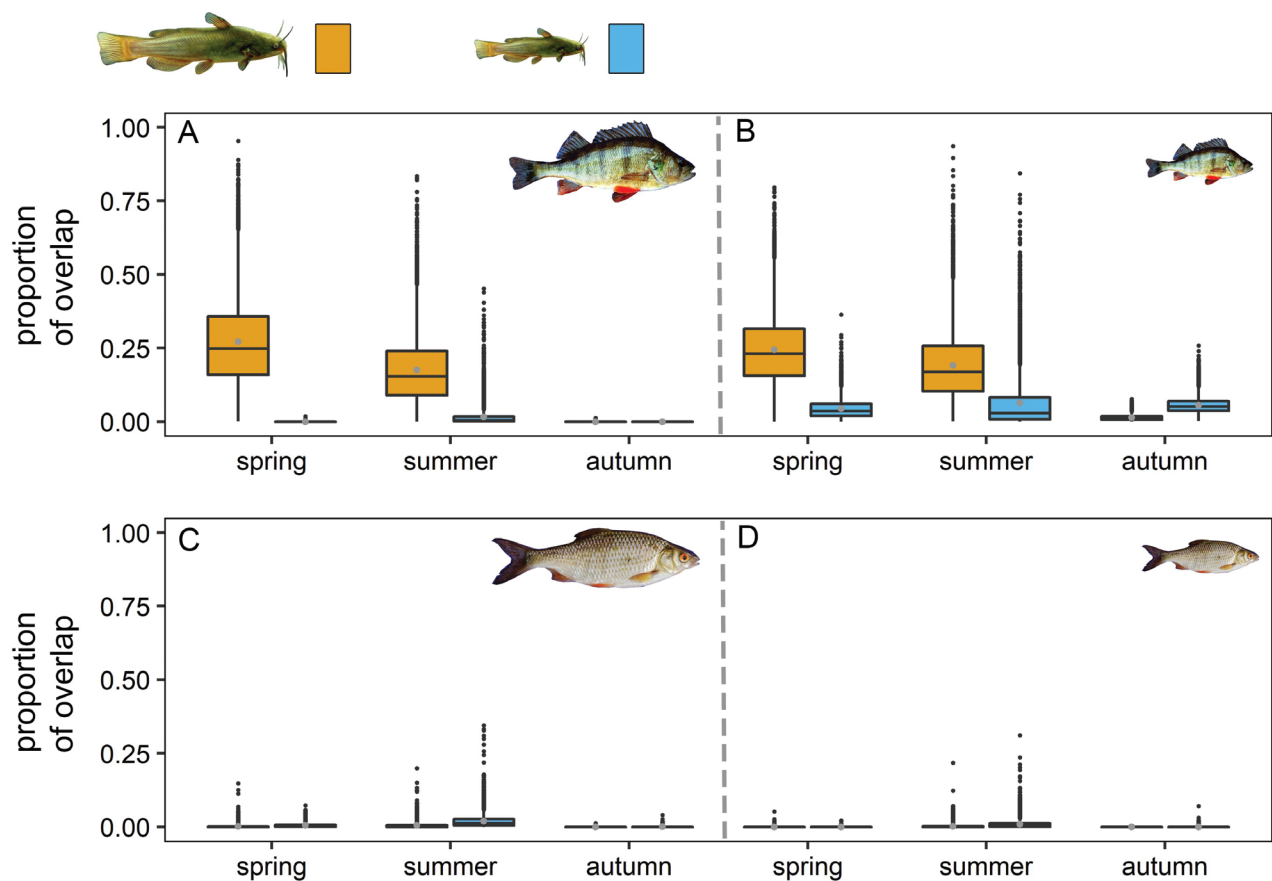 A
B
1.00
0.75
0.50
0.25
0.00
proportion
of overlap
spring summer autumn spring summer autumn
C
D
1.00
0.75
0.50
0.25
0.00
proportion
of overlap
spring summer autumn spring summer autumn